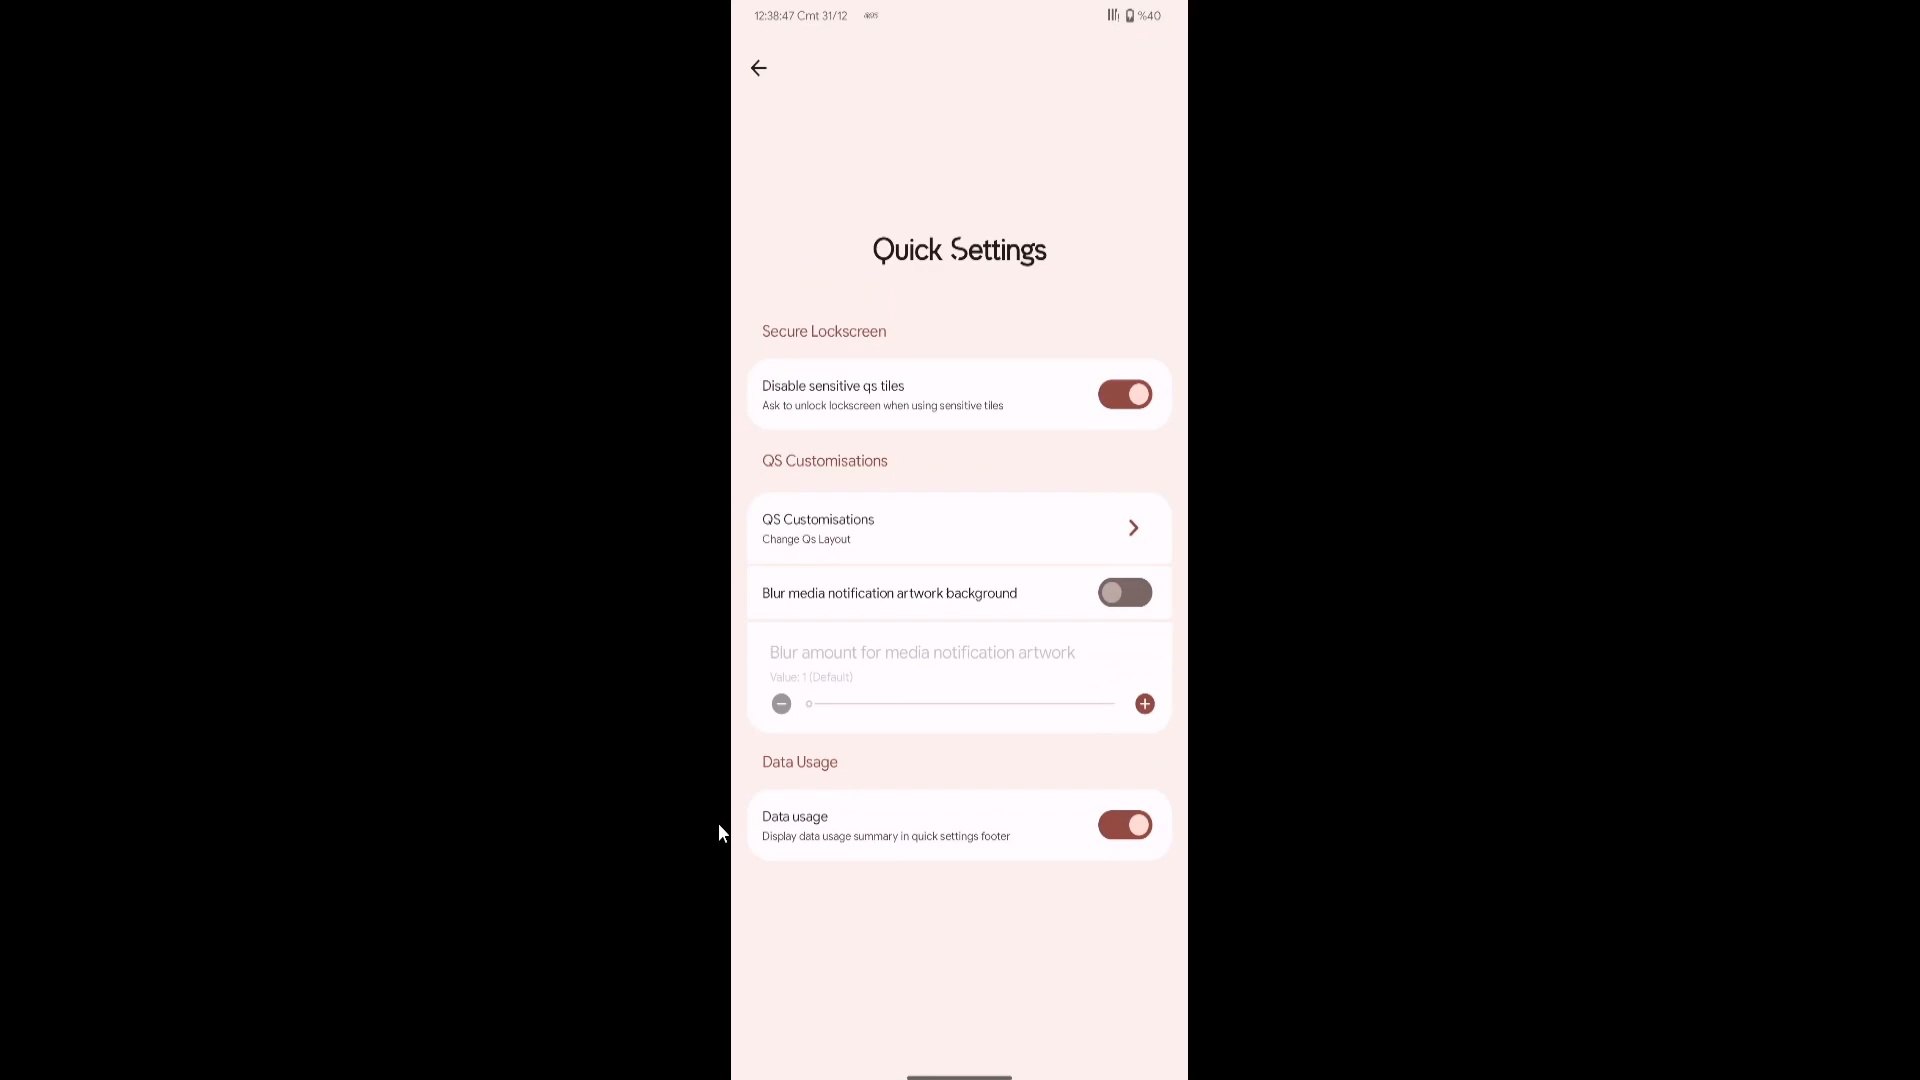 12:38:47 Cmt 31/12
%40
Quick Settings
Secure Lockscreen
Disable sensitive qs tiles
Ask to unlock lockscreen when using sensitive tiles
QS Customisations
QS Customisations
Change Qs Layout
Blur media notification artwork background
Blur amount for media notification artwork
Value: 1 (Default)
Data Usage
Data usage
Display data usage summary in quick settings footer